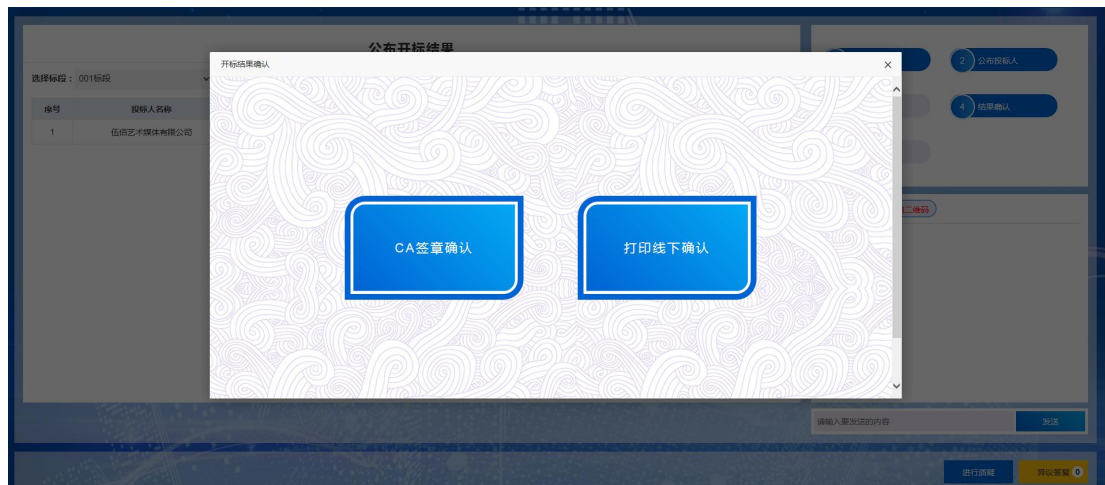 公布开标结果
开标结果确认
×
选择标段： 001标段
序号 投标人名称
1 伍佰艺术媒体有限公司
CA签章确认
打印线下确认
2 公布投标人
4 结果确认
二维码
请输入要发送的内容
发送
进行质疑
异议答复 0